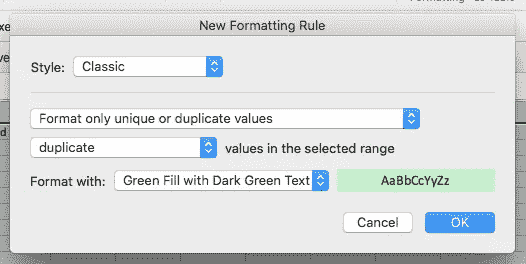 Formatting
New Formatting Rule
Style: Classic
Format only unique or duplicate values
duplicate values in the selected range
Format with: Green Fill with Dark Green Text AaBbCcYyZz
Cancel OK